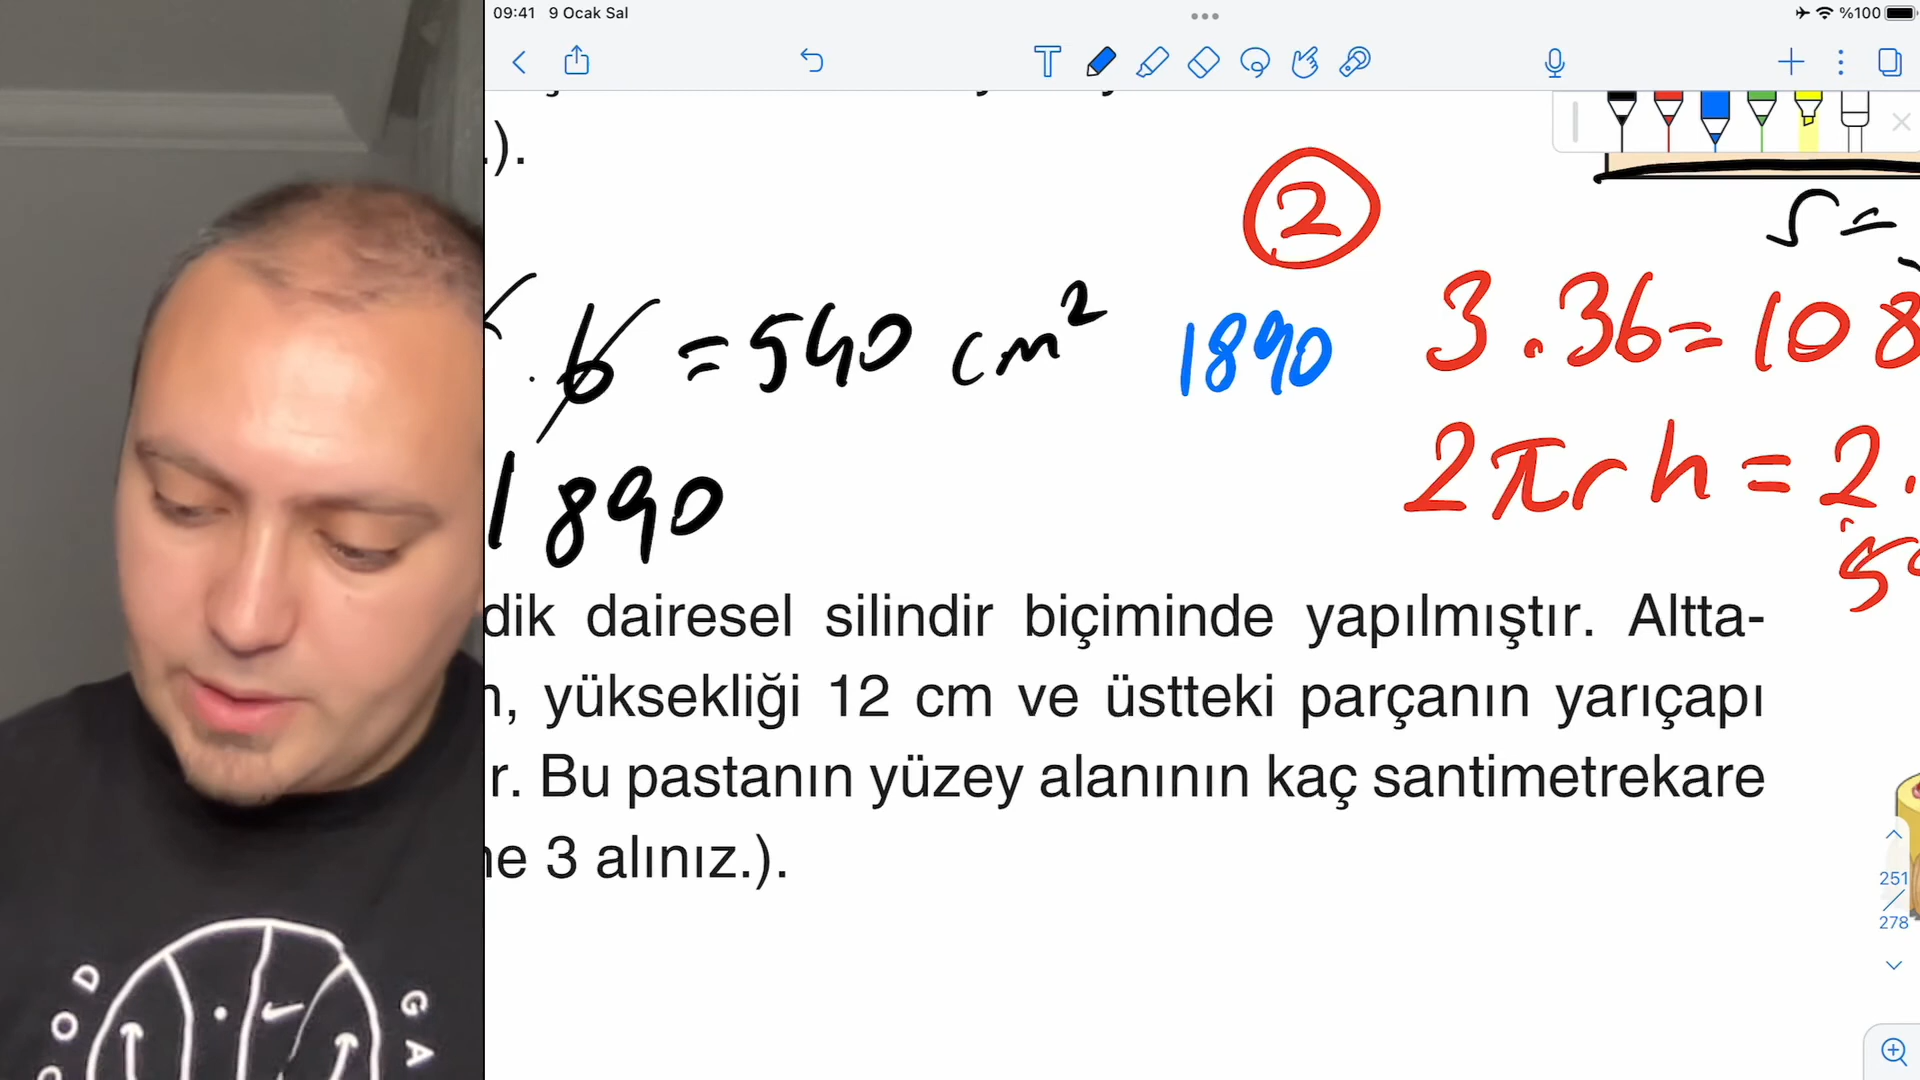 09:41 9 Ocak Sal
%100
.).
2
S =
b = 540 cm²
1890
3.36=108
1890
2πrh = 2.
dik dairesel silindir biçiminde yapılmıştır. Altta-
, yüksekliği 12 cm ve üstteki parçanın yarıçapı
r. Bu pastanın yüzey alanının kaç santimetrekare
ne 3 alınız.).
251
278
D
O
G
A